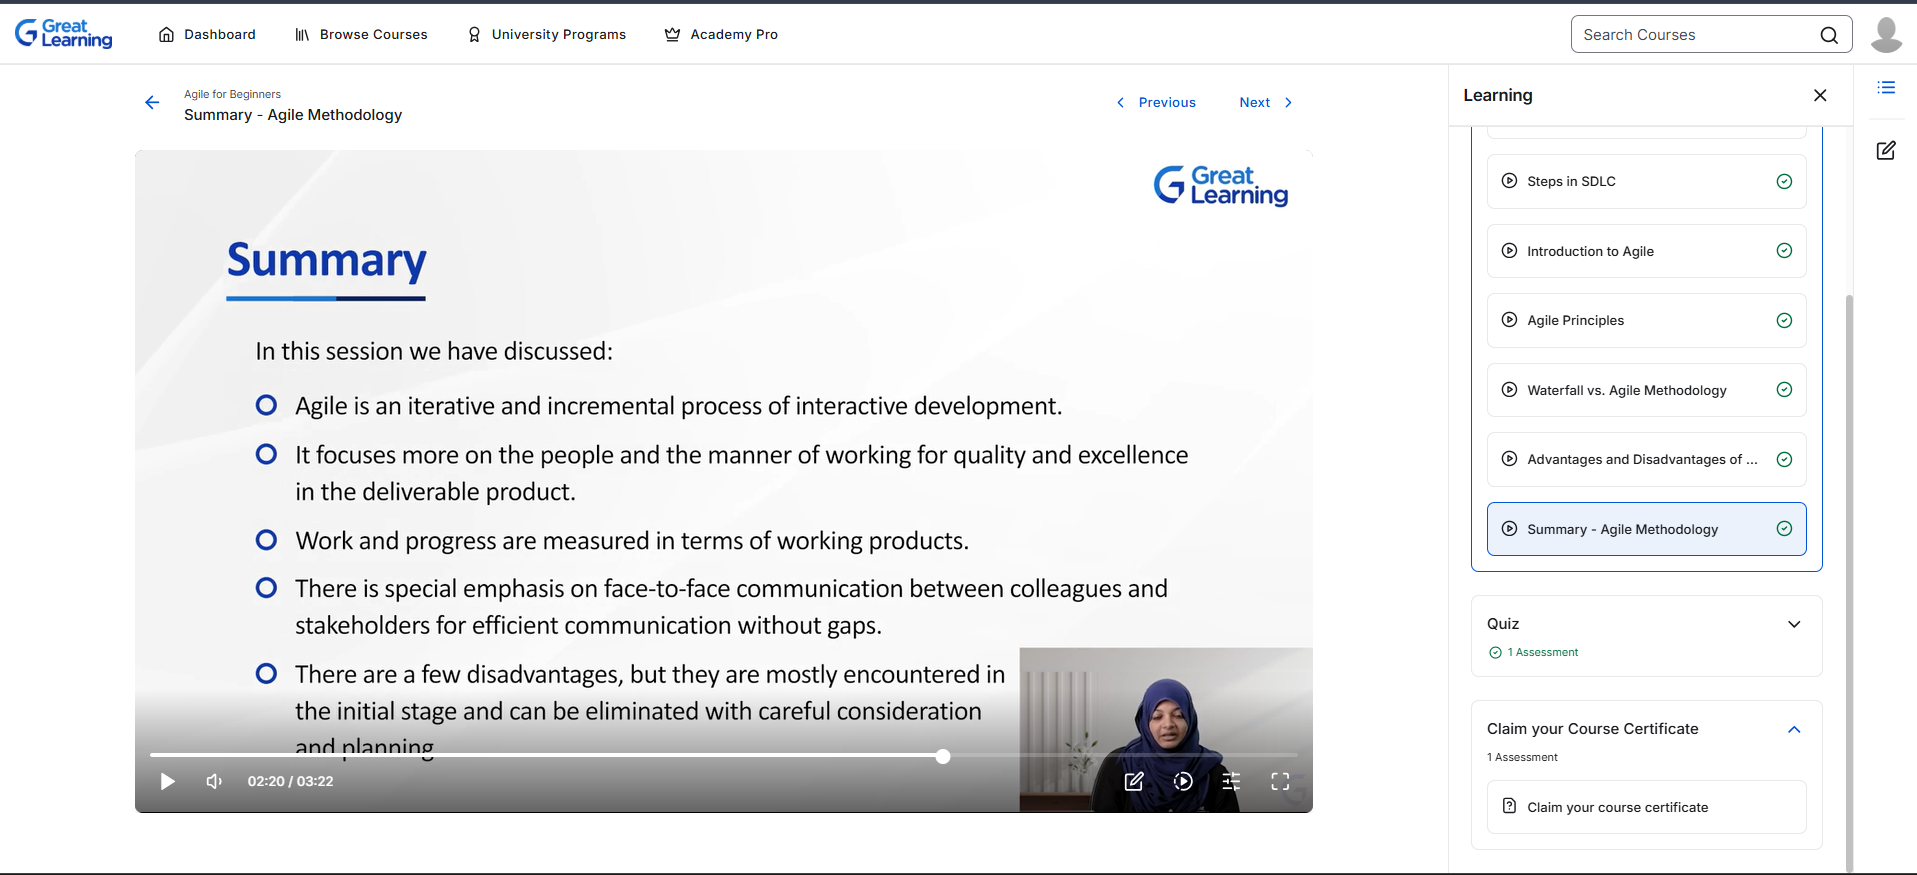 Great
Learning
Dashboard
Browse Courses
University Programs
Academy Pro
Search Courses
Agile for Beginners
Summary - Agile Methodology
Previous
Next
Great
Learning
Summary
In this session we have discussed:
Agile is an iterative and incremental process of interactive development.
It focuses more on the people and the manner of working for quality and excellence
in the deliverable product.
Work and progress are measured in terms of working products.
There is special emphasis on face-to-face communication between colleagues and
stakeholders for efficient communication without gaps.
There are a few disadvantages, but they are mostly encountered in
the initial stage and can be eliminated with careful consideration
and planning
02:20 / 03:22
Learning
Steps in SDLC
Introduction to Agile
Agile Principles
Waterfall vs. Agile Methodology
Advantages and Disadvantages of ...
Summary - Agile Methodology
Quiz
1 Assessment
Claim your Course Certificate
1 Assessment
Claim your course certificate